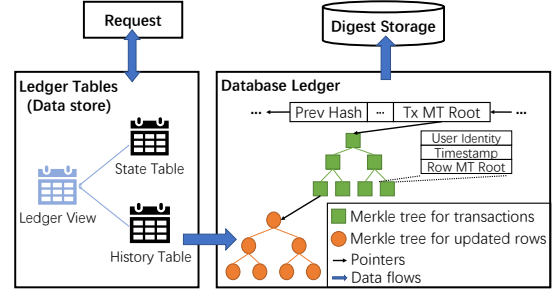 Request
Digest Storage
Ledger Tables
(Data store)
State Table
Ledger View
History Table
Database Ledger
... Prev Hash ... Tx MT Root ...
User Identity
Timestamp
Row MT Root
Merkle tree for transactions
Merkle tree for updated rows
Pointers
Data flows